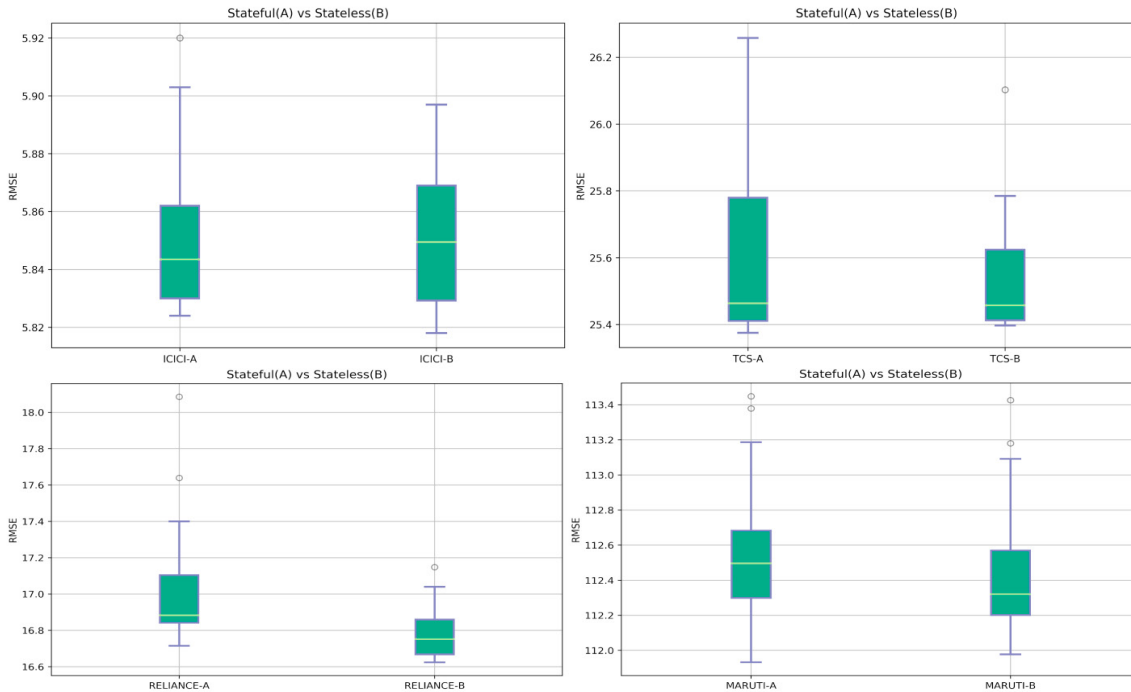 Stateful(A) vs Stateless(B)
5.92
5.90
5.88
5.86
5.84
5.82
RMSE
ICICI-A
ICICI-B
Stateful(A) vs Stateless(B)
26.2
26.0
25.8
25.6
25.4
RMSE
TCS-A
TCS-B
Stateful(A) vs Stateless(B)
18.0
17.8
17.6
17.4
17.2
17.0
16.8
16.6
RMSE
RELIANCE-A
RELIANCE-B
Stateful(A) vs Stateless(B)
113.4
113.2
113.0
112.8
112.6
112.4
112.2
112.0
RMSE
MARUTI-A
MARUTI-B